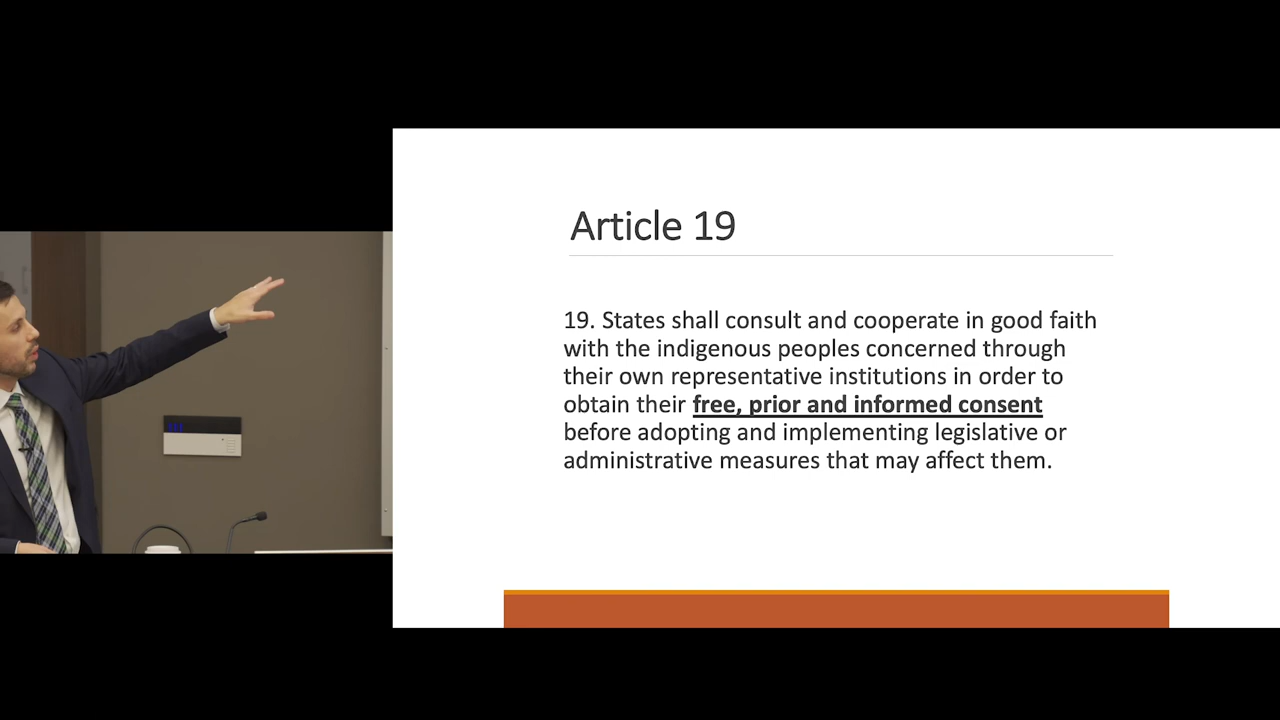 Article 19
19. States shall consult and cooperate in good faith
with the indigenous peoples concerned through
their own representative institutions in order to
obtain their free, prior and informed consent
before adopting and implementing legislative or
administrative measures that may affect them.